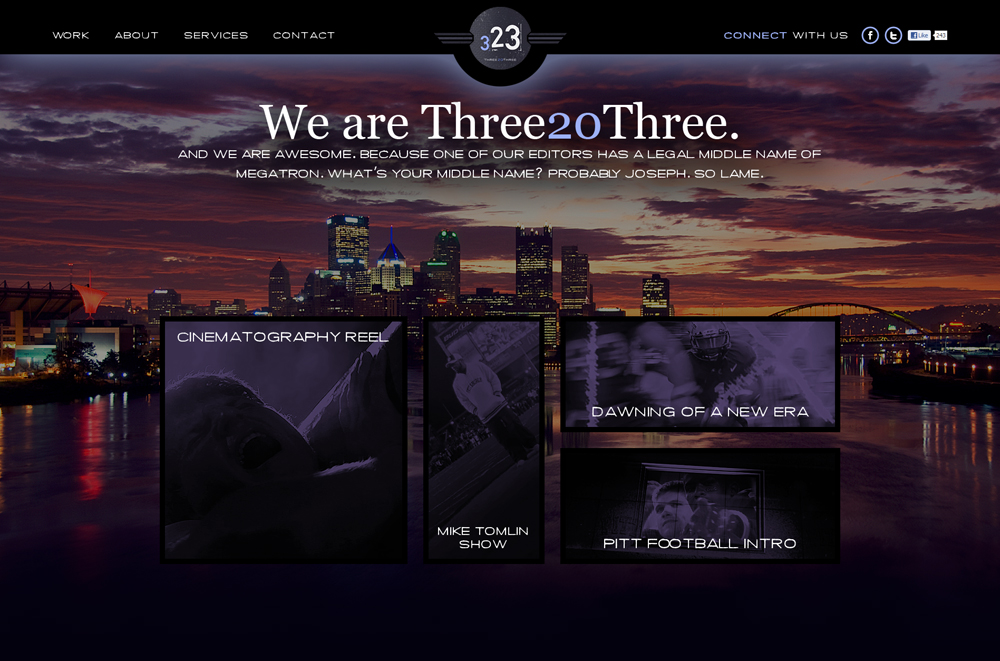 WORK ABOUT SERVICES CONTACT
323
CONNECT WITH US
f Like 243
We are Three20Three.
AND WE ARE AWESOME. BECAUSE ONE OF OUR EDITORS HAS A LEGAL MIDDLE NAME OF
MEGATRON. WHAT'S YOUR MIDDLE NAME? PROBABLY JOSEPH. SO LAME.
CINEMATOGRAPHY REEL
DAWNING OF A NEW ERA
MIKE TOMLIN
SHOW
PITT FOOTBALL INTRO